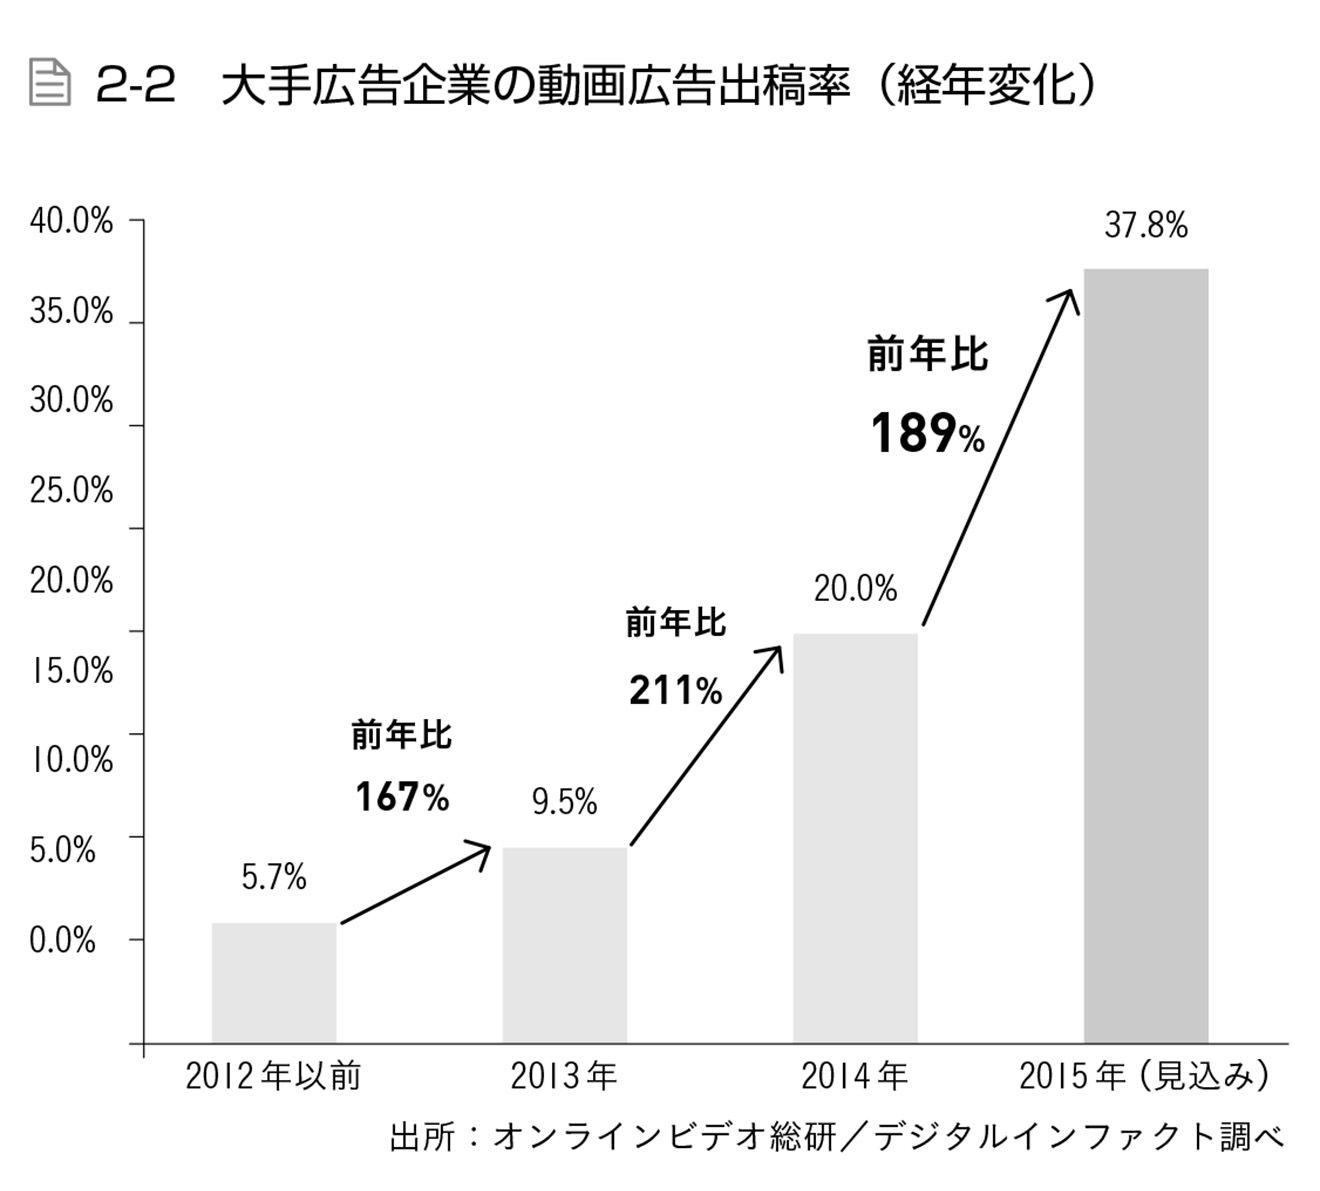 2-2　大手広告企業の動画広告出稿率（経年変化）
40.0%
35.0%
30.0%
25.0%
20.0%
15.0%
10.0%
5.0%
0.0%
5.7%
前年比
167%
9.5%
前年比
211%
20.0%
前年比
189%
37.8%
2012年以前
2013年
2014年
2015年（見込み）
出所：オンラインビデオ総研／デジタルインファクト調べ